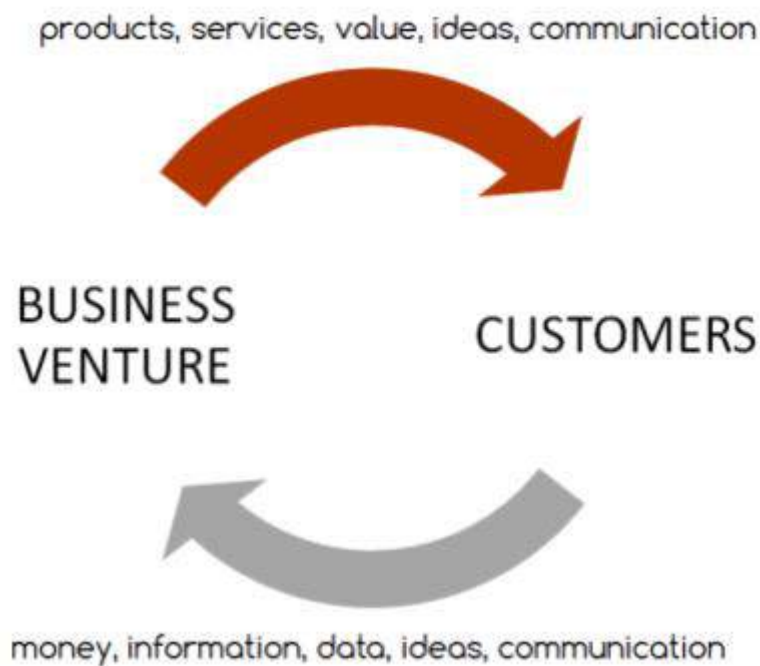 products, services, value, ideas, communication
BUSINESS
VENTURE
CUSTOMERS
money, information, data, ideas, communication